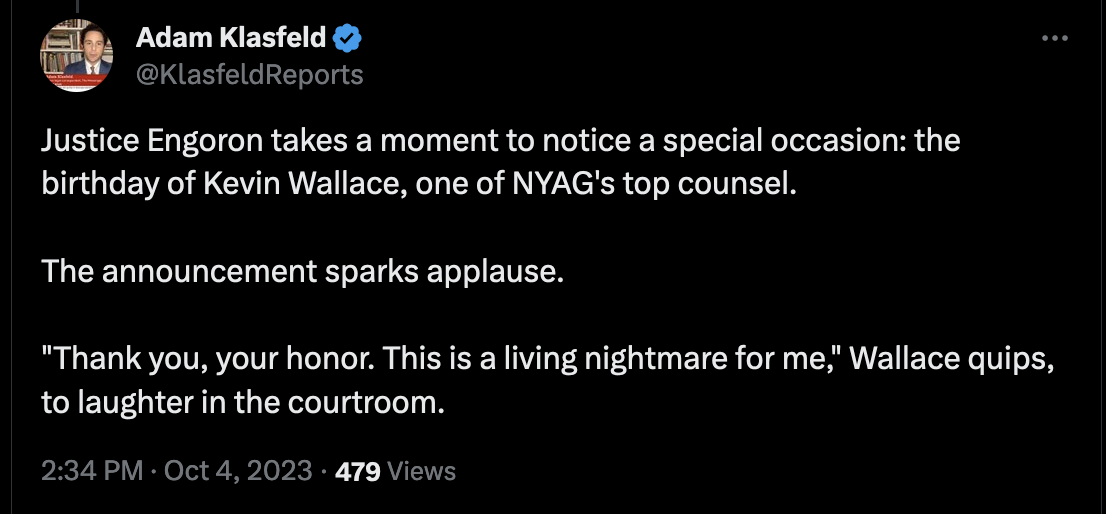 Adam Klasfeld
@KlasfeldReports
Justice Engoron takes a moment to notice a special occasion: the
birthday of Kevin Wallace, one of NYAG's top counsel.
The announcement sparks applause.
"Thank you, your honor. This is a living nightmare for me," Wallace quips,
to laughter in the courtroom.
2:34 PM · Oct 4, 2023 · 479 Views